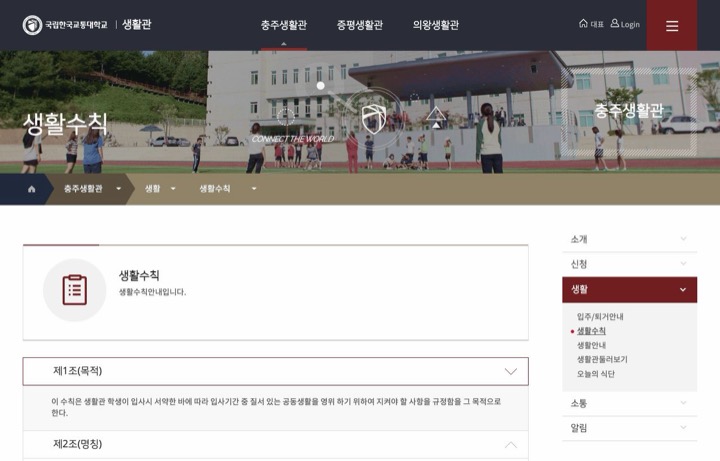 국립한국교통대학교 | 생활관
충주생활관 증평생활관 의왕생활관
대표 Login
생활수칙
CONNECT THE WORLD
충주생활관
충주생활관 생활 생활수칙
생활수칙
생활수칙안내입니다.
제1조(목적)
이 수칙은 생활관 학생이 입사시 서약한 바에 따라 입사기간 중 질서 있는 공동생활을 영위 하기 위하여 지켜야 할 사항을 규정함을 그 목적으로
한다.
제2조(명칭)
소개
신청
생활
입주/퇴거안내
생활수칙
생활안내
생활관둘러보기
오늘의 식단
소통
알림